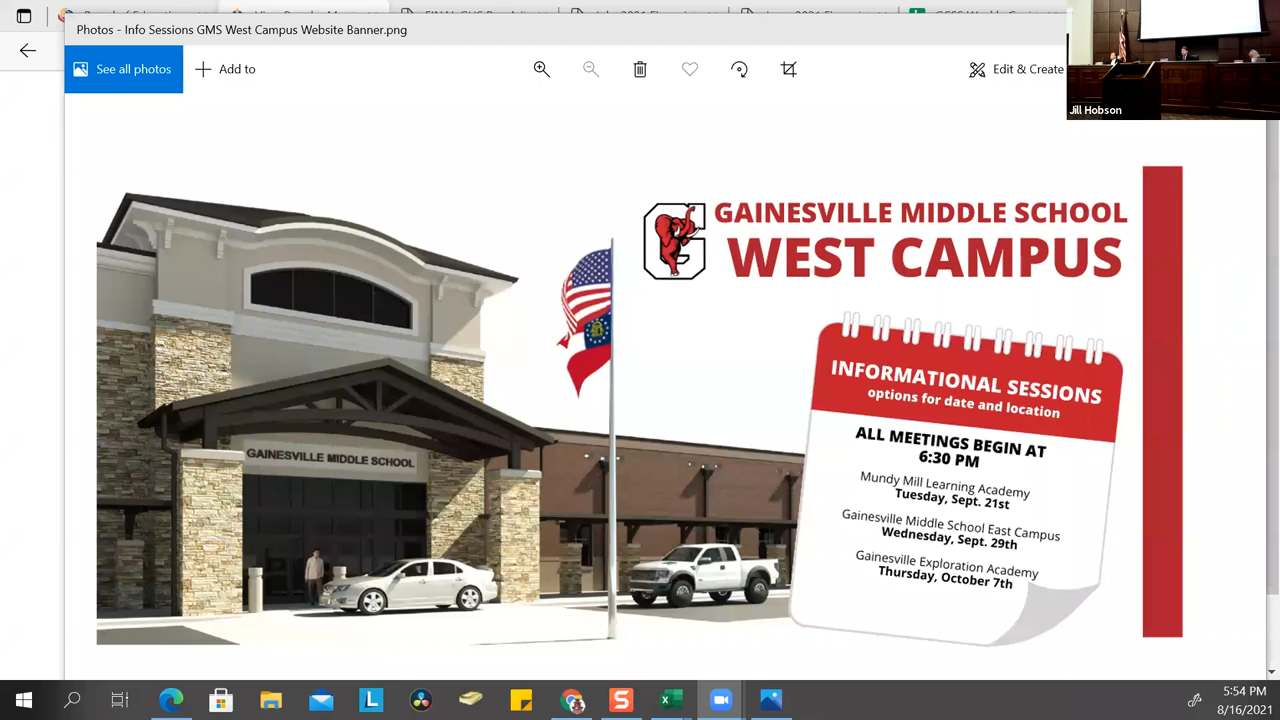 Photos - Info Sessions GMS West Campus Website Banner.png
See all photos
Add to
Edit & Create
Jill Hobson
GAINESVILLE MIDDLE SCHOOL
WEST CAMPUS
GAINESVILLE MIDDLE SCHOOL
INFORMATIONAL SESSIONS
options for date and location
ALL MEETINGS BEGIN AT
6:30 PM
Mundy Mill Learning Academy
Tuesday, Sept. 21st
Gainesville Middle School East Campus
Wednesday, Sept. 29th
Gainesville Exploration Academy
Thursday, October 7th
5:54 PM
8/16/2021